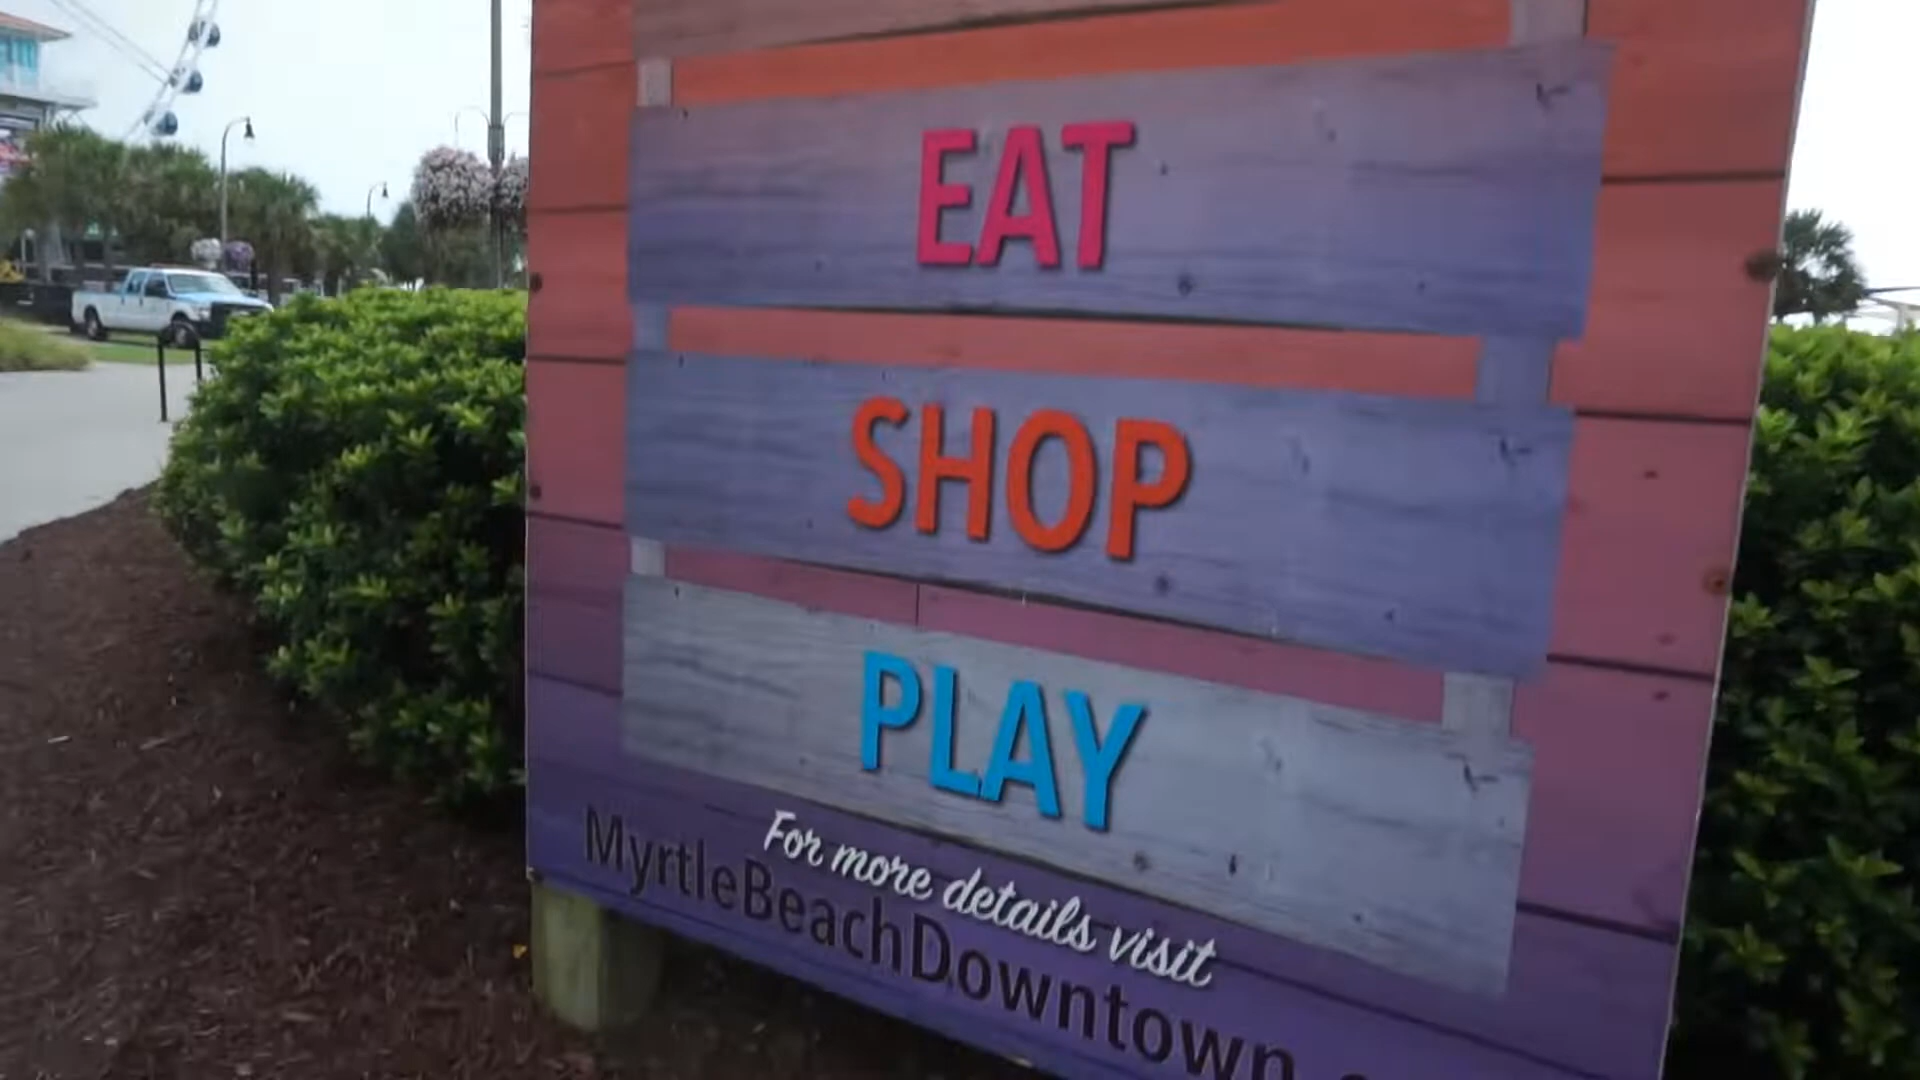 EAT
SHOP
PLAY
For more details visit
MyrtleBeachDowntown.